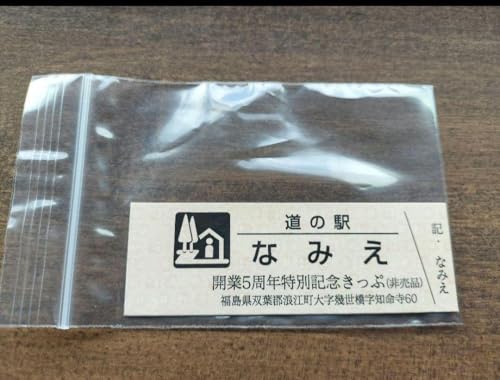 道の駅
なみえ
開業5周年特別記念きっぷ(非売品)
福島県双葉郡浪江町大字幾世橋字知命寺60
記・なみえ